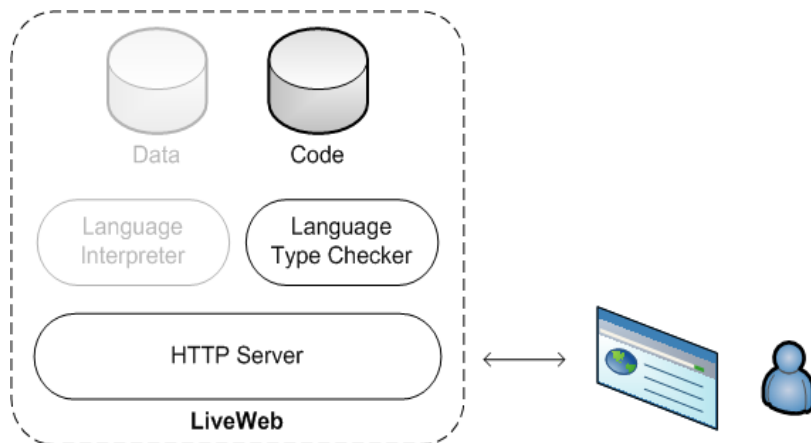 Data
Code
Language
Interpreter
Language
Type Checker
HTTP Server
LiveWeb